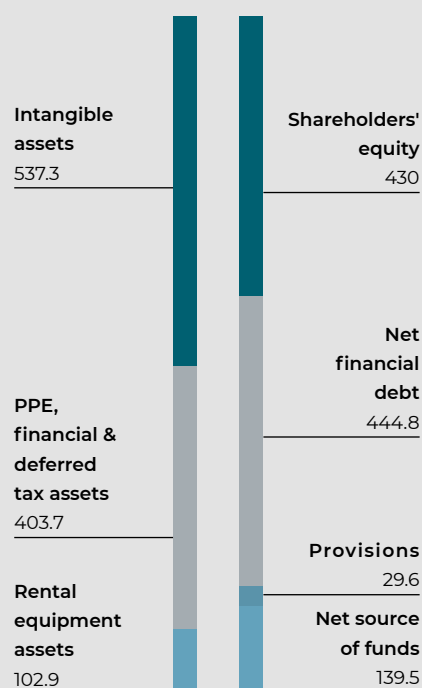 Intangible
assets
537.3
PPE,
financial &
deferred
tax assets
403.7
Rental
equipment
assets
102.9
Shareholders'
equity
430
Net
financial
debt
444.8
Provisions
29.6
Net source
of funds
139.5